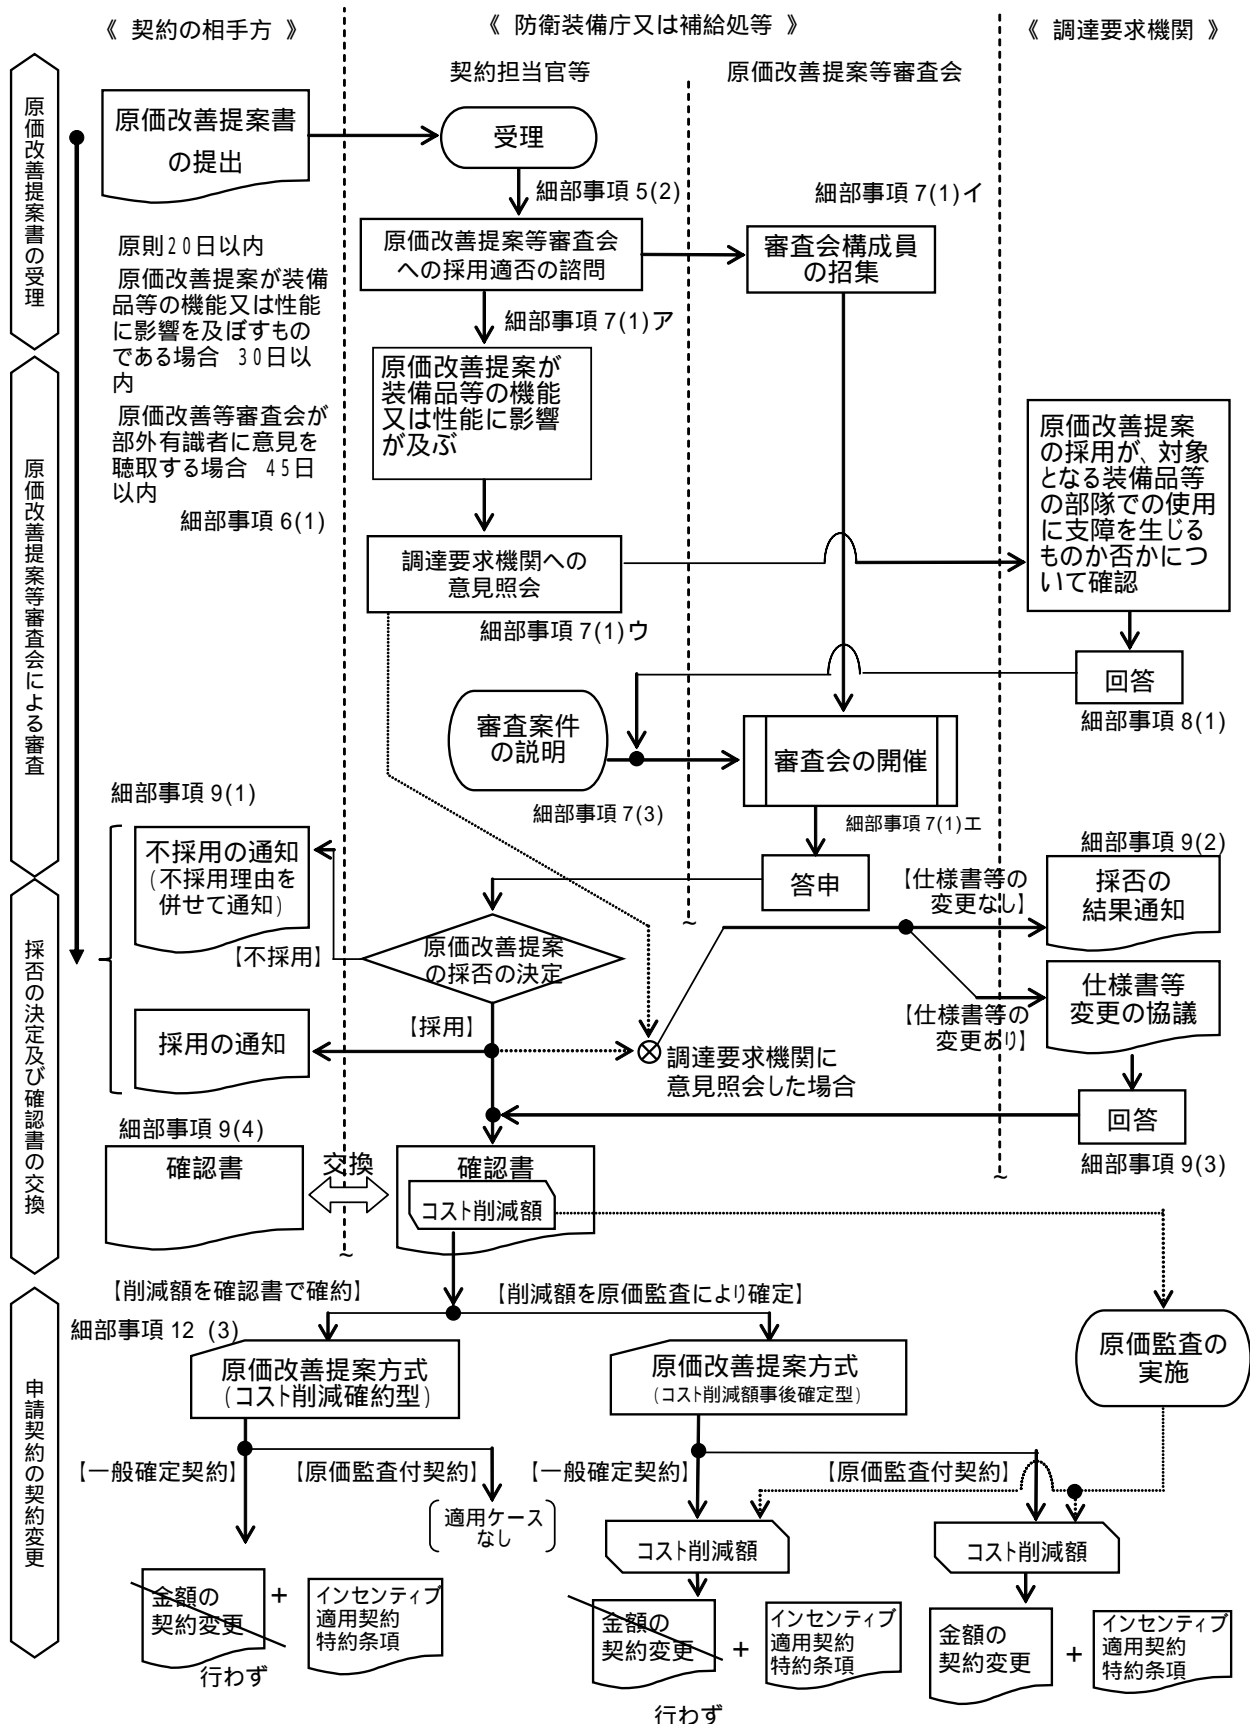 《 契約の相手方 》
《 防衛装備庁又は補給処等 》
《 調達要求機関 》
契約担当官等
原価改善提案等審査会
原価改善提案書の受理
原価改善提案等審査会による審査
採否の決定及び確認書の交換
申請契約の契約変更
原価改善提案書
の提出
受理
細部事項 5(2)
細部事項 7(1)イ
原則20日以内
原価改善提案が装備
品等の機能又は性能
に影響を及ぼすもの
である場合 30日以
内
原価改善等審査会が
部外有識者に意見を
聴取する場合 45日
以内
細部事項 6(1)
原価改善提案等審査会
への採用適否の諮問
審査会構成員
の招集
細部事項 7(1)ア
原価改善提案が
装備品等の機能
又は性能に影響
が及ぶ
原価改善提案
の採用が、対象
となる装備品等
の部隊での使用
に支障を生じる
ものか否かにつ
いて確認
調達要求機関への
意見照会
細部事項 7(1)ウ
回答
細部事項 8(1)
審査案件
の説明
審査会の開催
細部事項 7(3)
細部事項 7(1)エ
細部事項 9(1)
不採用の通知
(不採用理由を
併せて通知)
答申
【仕様書等の
変更なし】
細部事項 9(2)
採否の
結果通知
【不採用】
原価改善提案
の採否の決定
【採用】
仕様書等
変更の協議
【仕様書等の
変更あり】
採用の通知
調達要求機関に
意見照会した場合
回答
細部事項 9(3)
細部事項 9(4)
確認書
交換
確認書
コスト削減額
【削減額を確認書で確約】
【削減額を原価監査により確定】
細部事項 12 (3)
原価改善提案方式
(コスト削減確約型)
原価改善提案方式
(コスト削減額事後確定型)
原価監査の
実施
【一般確定契約】
【原価監査付契約】
【一般確定契約】
【原価監査付契約】
適用ケース
なし
コスト削減額
コスト削減額
金額の
契約変更
+
インセンティブ
適用契約
特約条項
行わず
金額の
契約変更
+
インセンティブ
適用契約
特約条項
行わず
金額の
契約変更
+
インセンティブ
適用契約
特約条項